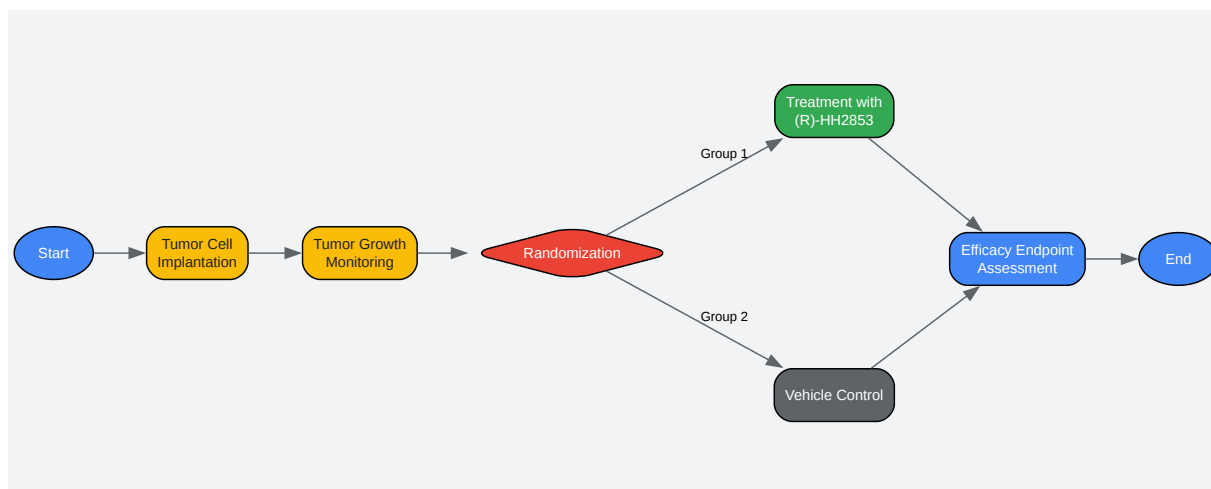 Start
Tumor Cell
Implantation
Tumor Growth
Monitoring
Randomization
Group 1
Treatment with
(R)-HH2853
Group 2
Vehicle Control
Efficacy Endpoint
Assessment
End